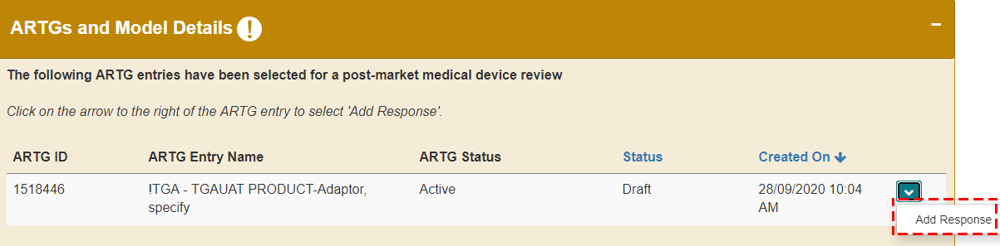 ARTGs and Model Details !
The following ARTG entries have been selected for a post-market medical device review
Click on the arrow to the right of the ARTG entry to select 'Add Response'.
ARTG ID ARTG Entry Name ARTG Status Status Created On
1518446 !TGA - TGAUAT PRODUCT-Adaptor, Active Draft 28/09/2020 10:04
specify AM
Add Response